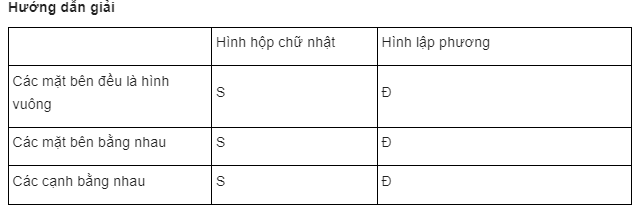 Hướng dẫn giải
Hình hộp chữ nhật Hình lập phương
Các mặt bên đều là hình
vuông
S Đ
Các mặt bên bằng nhau S Đ
Các cạnh bằng nhau S Đ